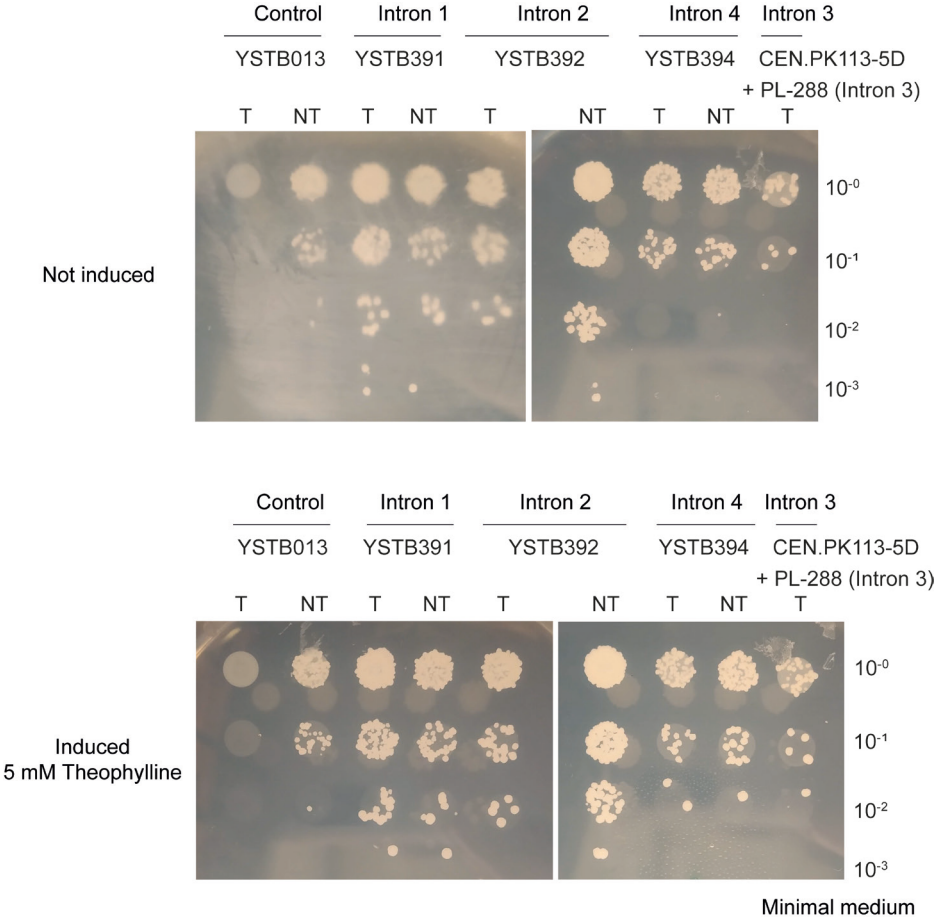 Control Intron 1 Intron 2 Intron 4 Intron 3
YSTB013 YSTB391 YSTB392 YSTB394 CEN.PK113-5D
+ PL-288 (Intron 3)
T NT T NT T NT T NT T
10-0
10-1
Not induced
10-2
10-3
Control Intron 1 Intron 2 Intron 4 Intron 3
YSTB013 YSTB391 YSTB392 YSTB394 CEN.PK113-5D
+ PL-288 (Intron 3)
T NT T NT T NT T NT T
10-0
10-1
Induced
5 mM Theophylline
10-2
10-3
Minimal medium